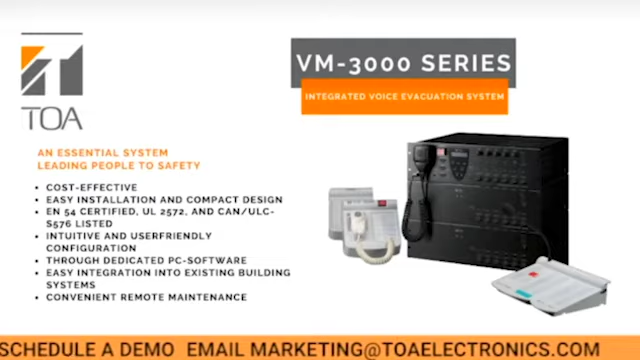 TOA
VM-3000 SERIES
INTEGRATED VOICE EVACUATION SYSTEM
AN ESSENTIAL SYSTEM
LEADING PEOPLE TO SAFETY
• COST-EFFECTIVE
• EASY INSTALLATION AND COMPACT DESIGN
• EN 54 CERTIFIED, UL 2572, AND CAN/ULC-
S576 LISTED
• INTUITIVE AND USERFRIENDLY
CONFIGURATION
• THROUGH DEDICATED PC-SOFTWARE
• EASY INTEGRATION INTO EXISTING BUILDING
SYSTEMS
• CONVENIENT REMOTE MAINTENANCE
SCHEDULE A DEMO EMAIL MARKETING@TOAELECTRONICS.COM